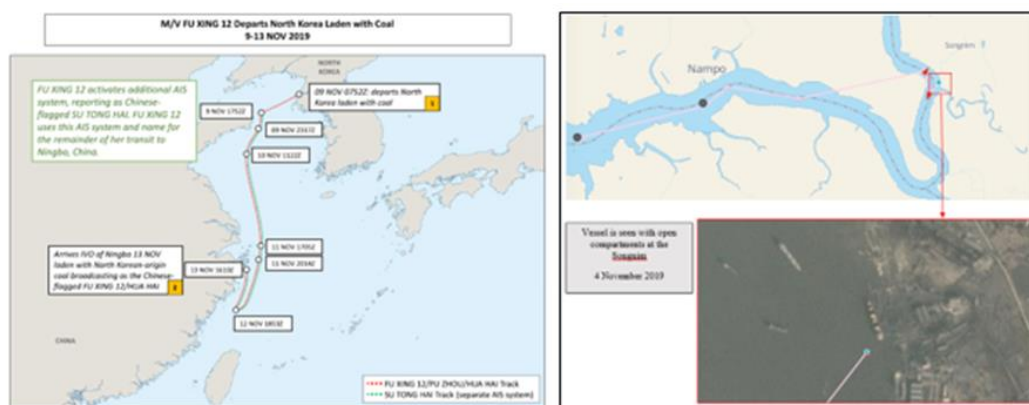 M/V FU XING 12 Departs North Korea Laden with Coal
9-13 NOV 2019
NORTH
KOREA
FU XING 12 activates additional AIS
system, reporting as Chinese-
flagged SU TONG HAI. FU XING 12
uses this AIS system and name for
the remainder of her transit to
Ningbo, China.
09 NOV 0752Z: departs North
Korea laden with coal
1
9 NOV 1752Z
09 NOV 2317Z
10 NOV 1122Z
11 NOV 1705Z
11 NOV 2018Z
Arrives IVO of Ningbo 13 NOV
laden with North Korean-origin
coal broadcasting as the Chinese-
flagged FU XING 12/HUA HAI
2
13 NOV 1610Z
12 NOV 1853Z
CHINA
FU XING 12/PU ZHOU/HUA HAI Track
SU TONG HAI Track (separate AIS system)
Nampo
Songnim
Vessel is seen with open
compartments at the
Songnim
4 November 2019